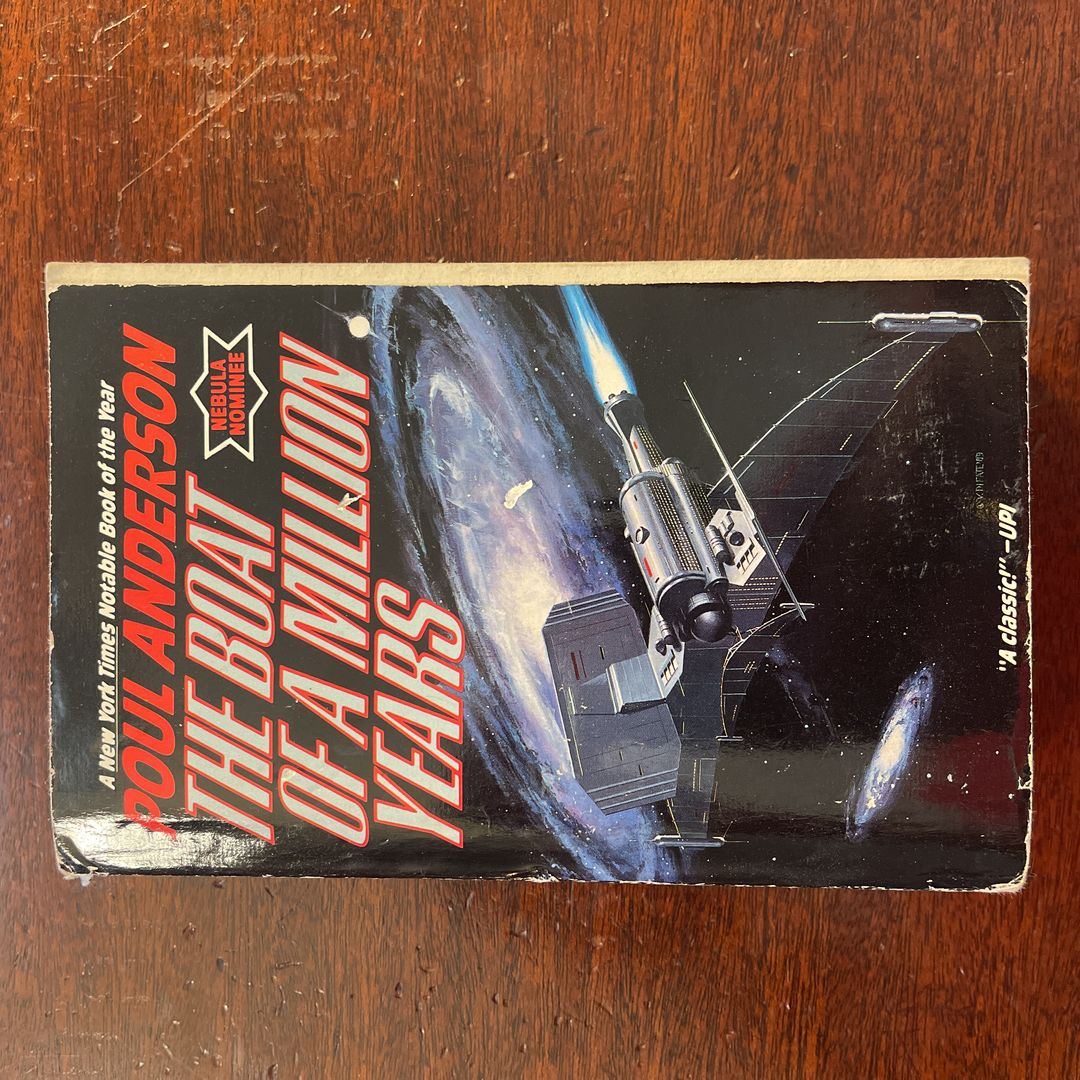 A New York Times Notable Book of the Year
POUL ANDERSON
THE BOAT
OF A MILLION
YEARS
NEBULA
NOMINEE
"A classic!"—UPI